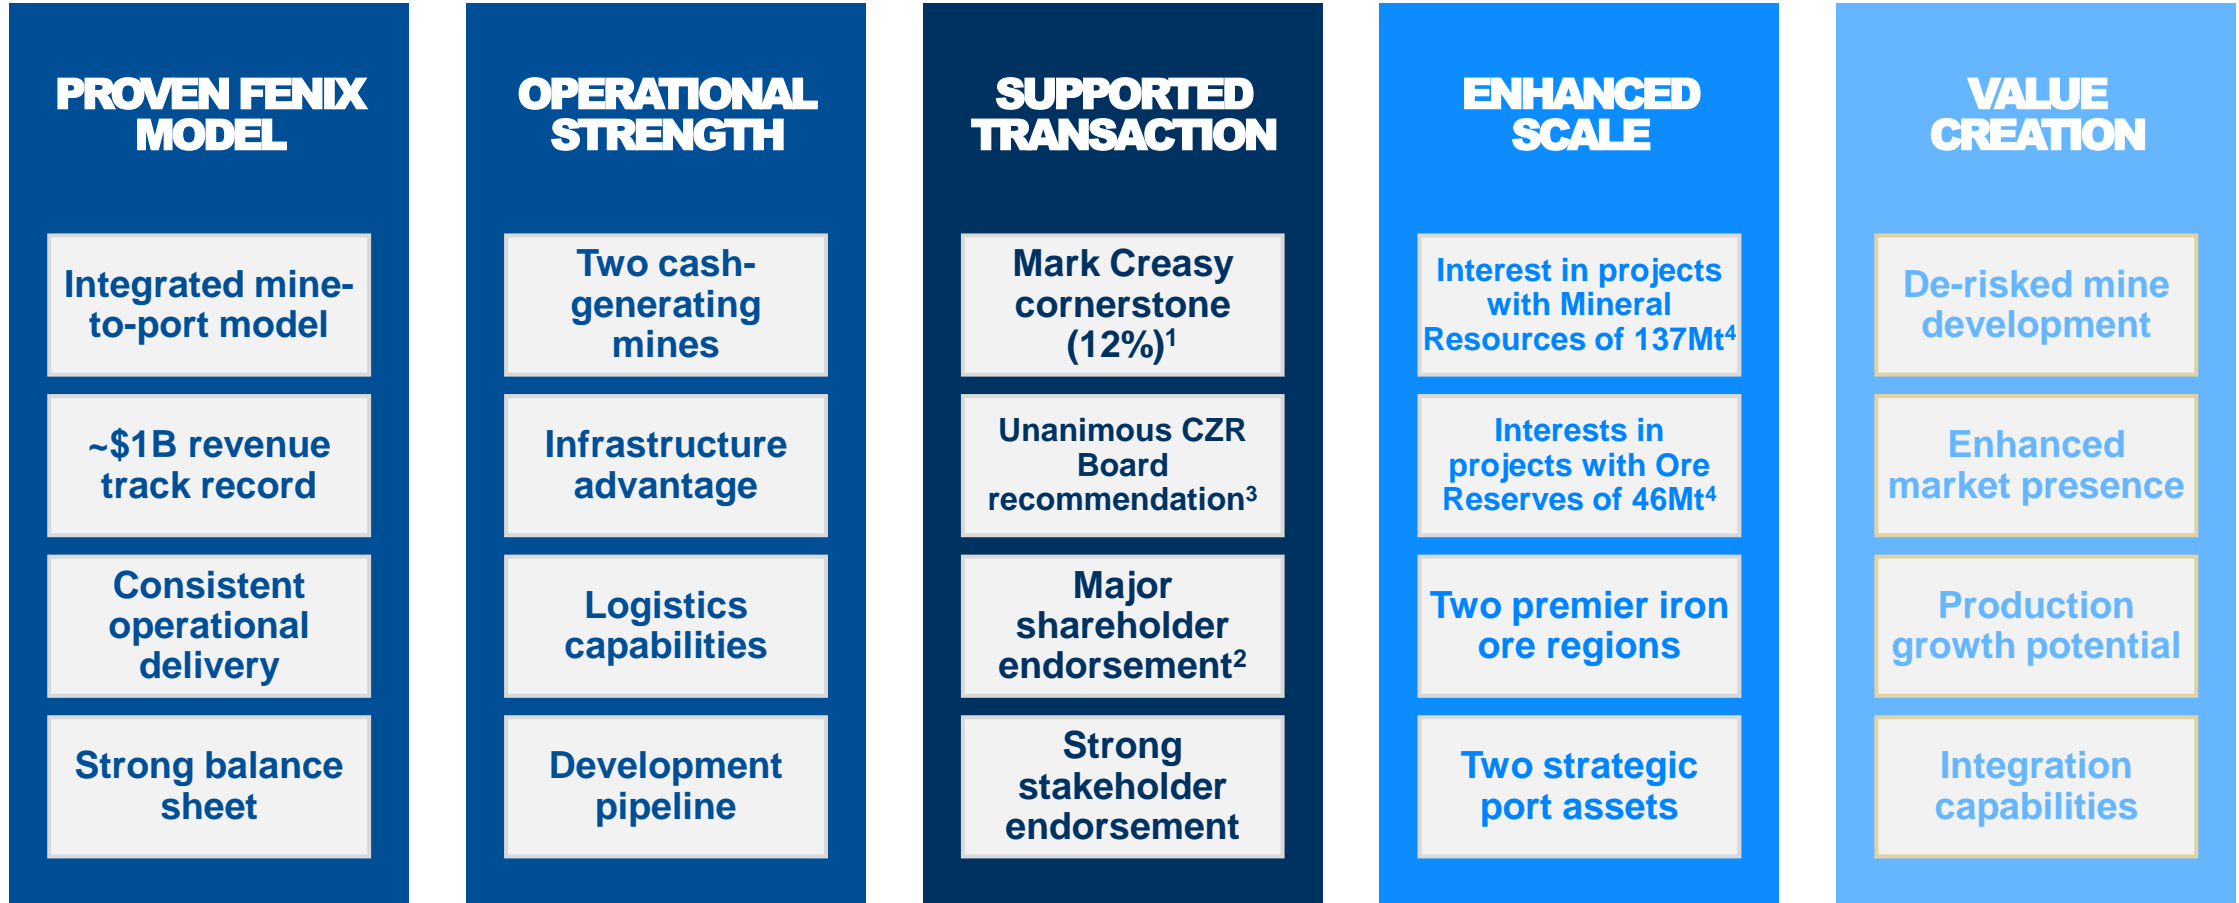 PROVEN FENIX
MODEL
Integrated mine-
to-port model
~$1B revenue
track record
Consistent
operational
delivery
Strong balance
sheet
OPERATIONAL
STRENGTH
Two cash-
generating
mines
Infrastructure
advantage
Logistics
capabilities
Development
pipeline
SUPPORTED
TRANSACTION
Mark Creasy
cornerstone
(12%)¹
Unanimous CZR
Board
recommendation³
Major
shareholder
endorsement²
Strong
stakeholder
endorsement
ENHANCED
SCALE
Interest in projects
with Mineral
Resources of 137Mt⁴
Interests in
projects with Ore
Reserves of 46Mt⁴
Two premier iron
ore regions
Two strategic
port assets
VALUE
CREATION
De-risked mine
development
Enhanced
market presence
Production
growth potential
Integration
capabilities